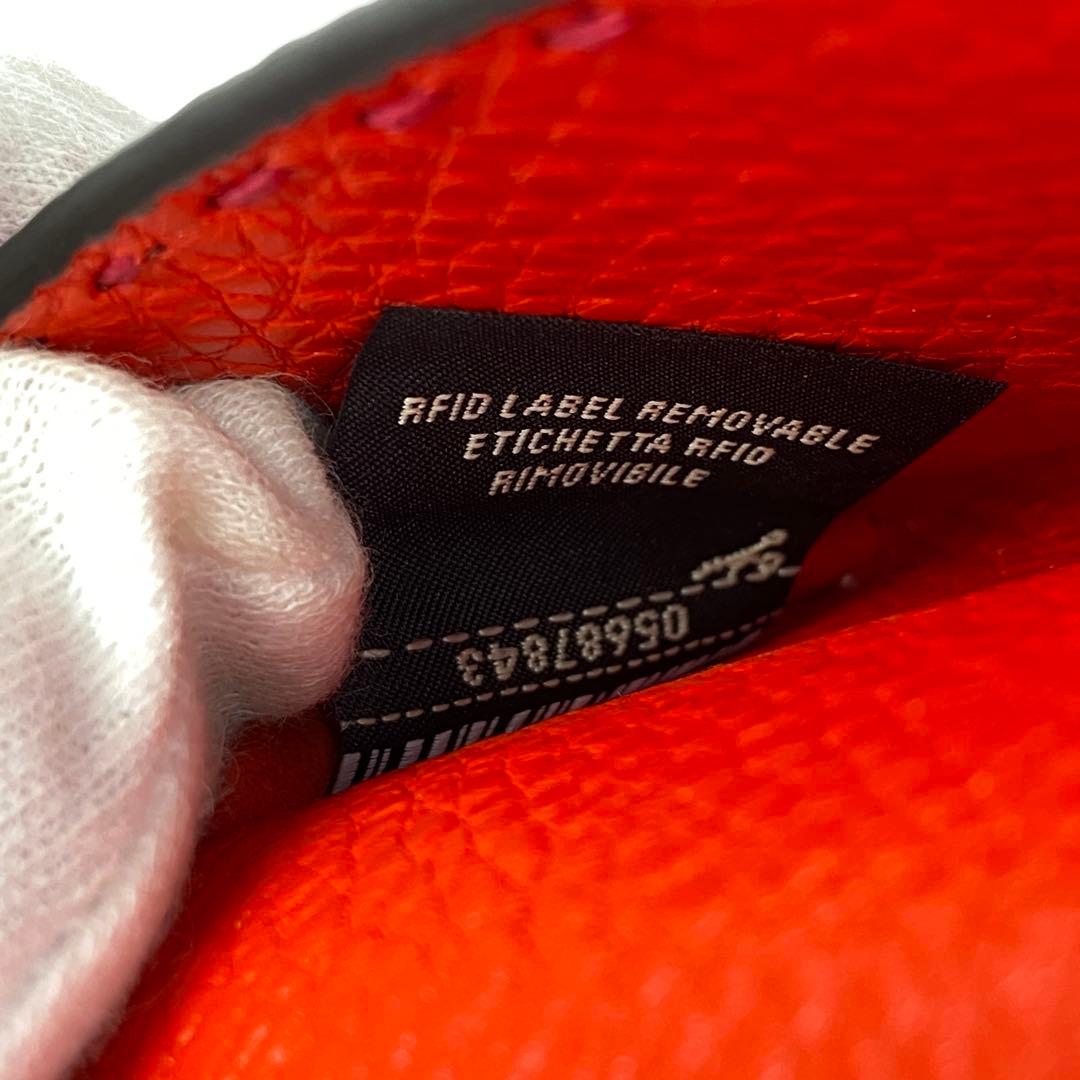 RFID LABEL REMOVABLE
ETICHETTA RFID
RIMOVIBILE
05687843